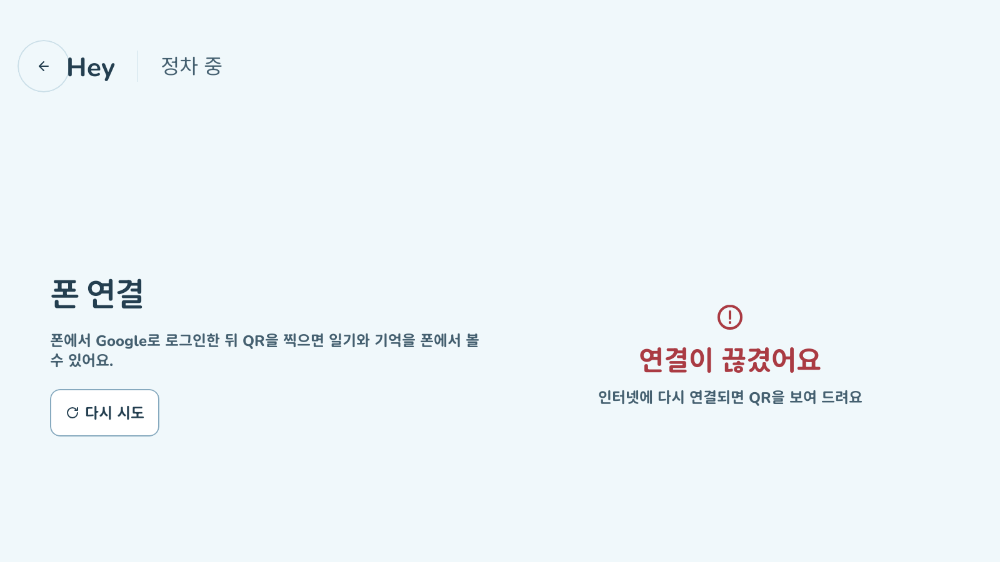 Hey
정차 중
폰 연결
폰에서 Google로 로그인한 뒤 QR을 찍으면 일기와 기억을 폰에서 볼
수 있어요.
다시 시도
연결이 끊겼어요
인터넷에 다시 연결되면 QR을 보여 드려요